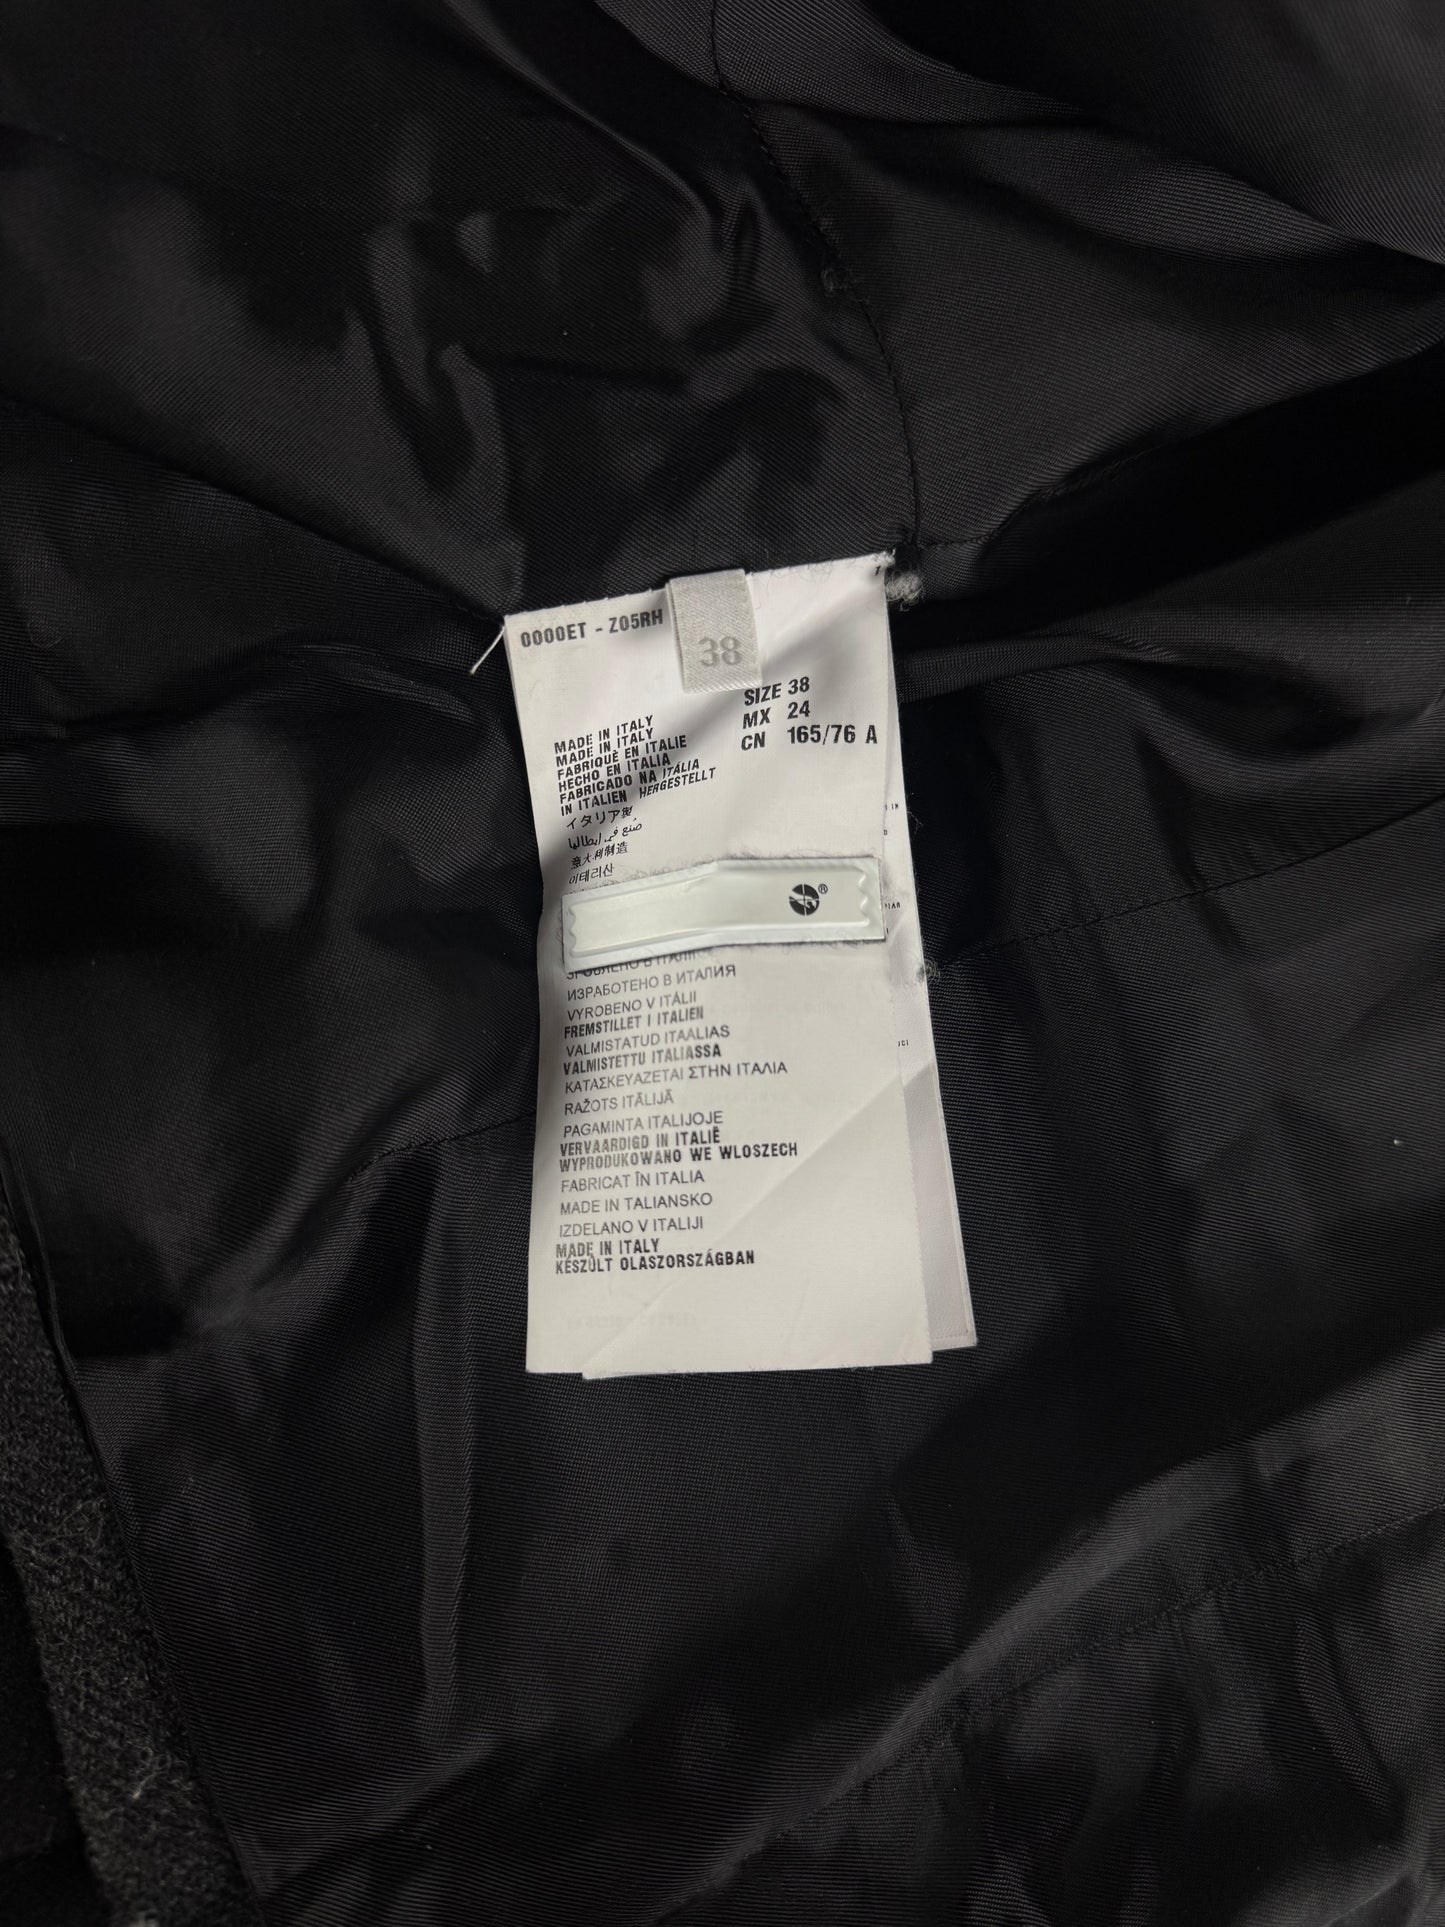 0000ET - Z05RH
38
SIZE 38
MX 24
CN 165/76 A
MADE IN ITALY
MADE IN ITALY
FABRIQUÈ EN ITALIE
HECHO EN ITALIA
FABRICADO NA ITÁLIA
IN ITALIEN HERGESTELLT
イタリア製
صنع في إيطاليا
意大利制造
이태리산
®
ИЗРАБОТЕНО В ИТАЛИЯ
VYROBENO V ITÁLII
FREMSTILLET I ITALIEN
VALMISTATUD ITAALIAS
VALMISTETTU ITALIASSA
ΚΑΤΑΣΚΕΥΑΖΕΤΑΙ ΣΤΗΝ ΙΤΑΛΙΑ
RAŽOTS ITĀLIJĀ
PAGAMINTA ITALIJOJE
VERVAARDIGD IN ITALIË
WYPRODUKOWANO WE WLOSZECH
FABRICAT ÎN ITALIA
MADE IN TALIANSKO
IZDELANO V ITALIJI
MADE IN ITALY
KÉSZÜLT OLASZORSZÁGBAN